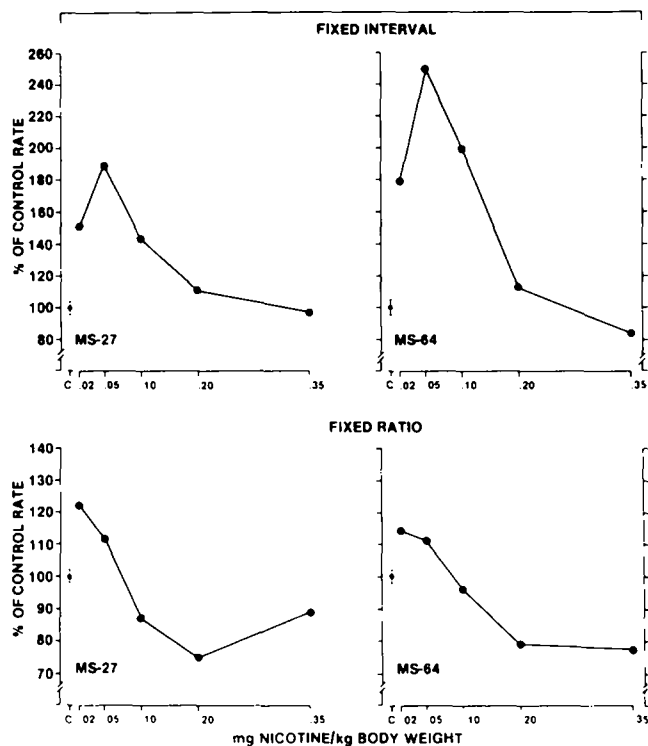 FIXED INTERVAL
% OF CONTROL RATE
260
240
220
200
180
160
140
120
100
80
MS-27
MS-64
C .02 .05 .10 .20 .35
C .02 .05 .10 .20 .35
FIXED RATIO
% OF CONTROL RATE
140
130
120
110
100
90
80
70
MS-27
MS-64
C 02 05 .10 .20 .35
C 02 05 .10 .20 .35
mg NICOTINE/kg BODY WEIGHT